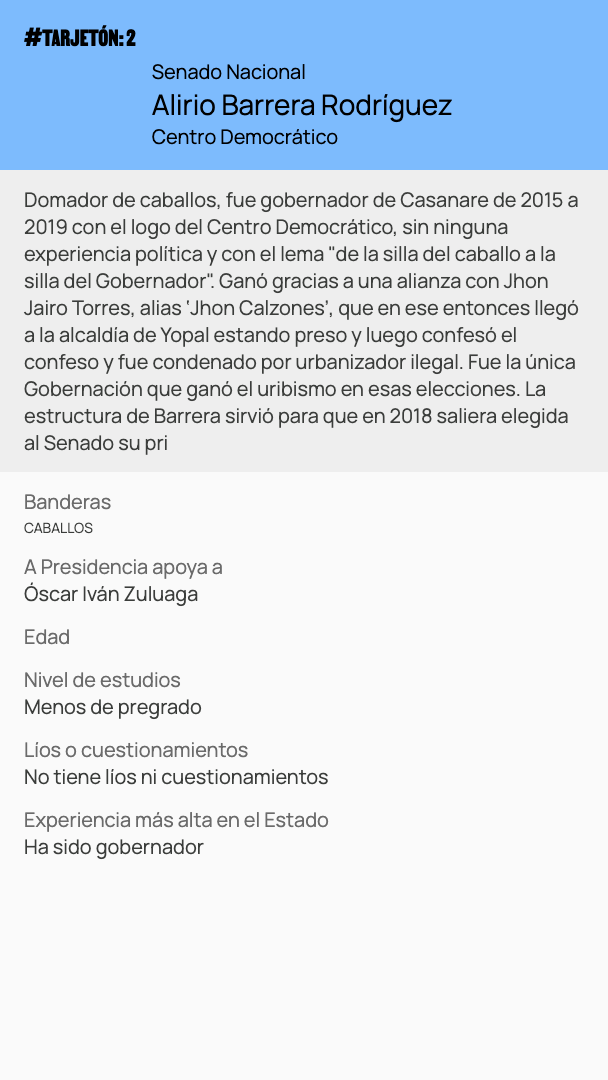 #TARJETÓN: 2
Senado Nacional
Alirio Barrera Rodríguez
Centro Democrático
Domador de caballos, fue gobernador de Casanare de 2015 a
2019 con el logo del Centro Democrático, sin ninguna
experiencia política y con el lema "de la silla del caballo a la
silla del Gobernador". Ganó gracias a una alianza con Jhon
Jairo Torres, alias ‘Jhon Calzones’, que en ese entonces llegó
a la alcaldía de Yopal estando preso y luego confesó el
confeso y fue condenado por urbanizador ilegal. Fue la única
Gobernación que ganó el uribismo en esas elecciones. La
estructura de Barrera sirvió para que en 2018 saliera elegida
al Senado su pri
Banderas
CABALLOS
A Presidencia apoya a
Óscar Iván Zuluaga
Edad
Nivel de estudios
Menos de pregrado
Líos o cuestionamientos
No tiene líos ni cuestionamientos
Experiencia más alta en el Estado
Ha sido gobernador